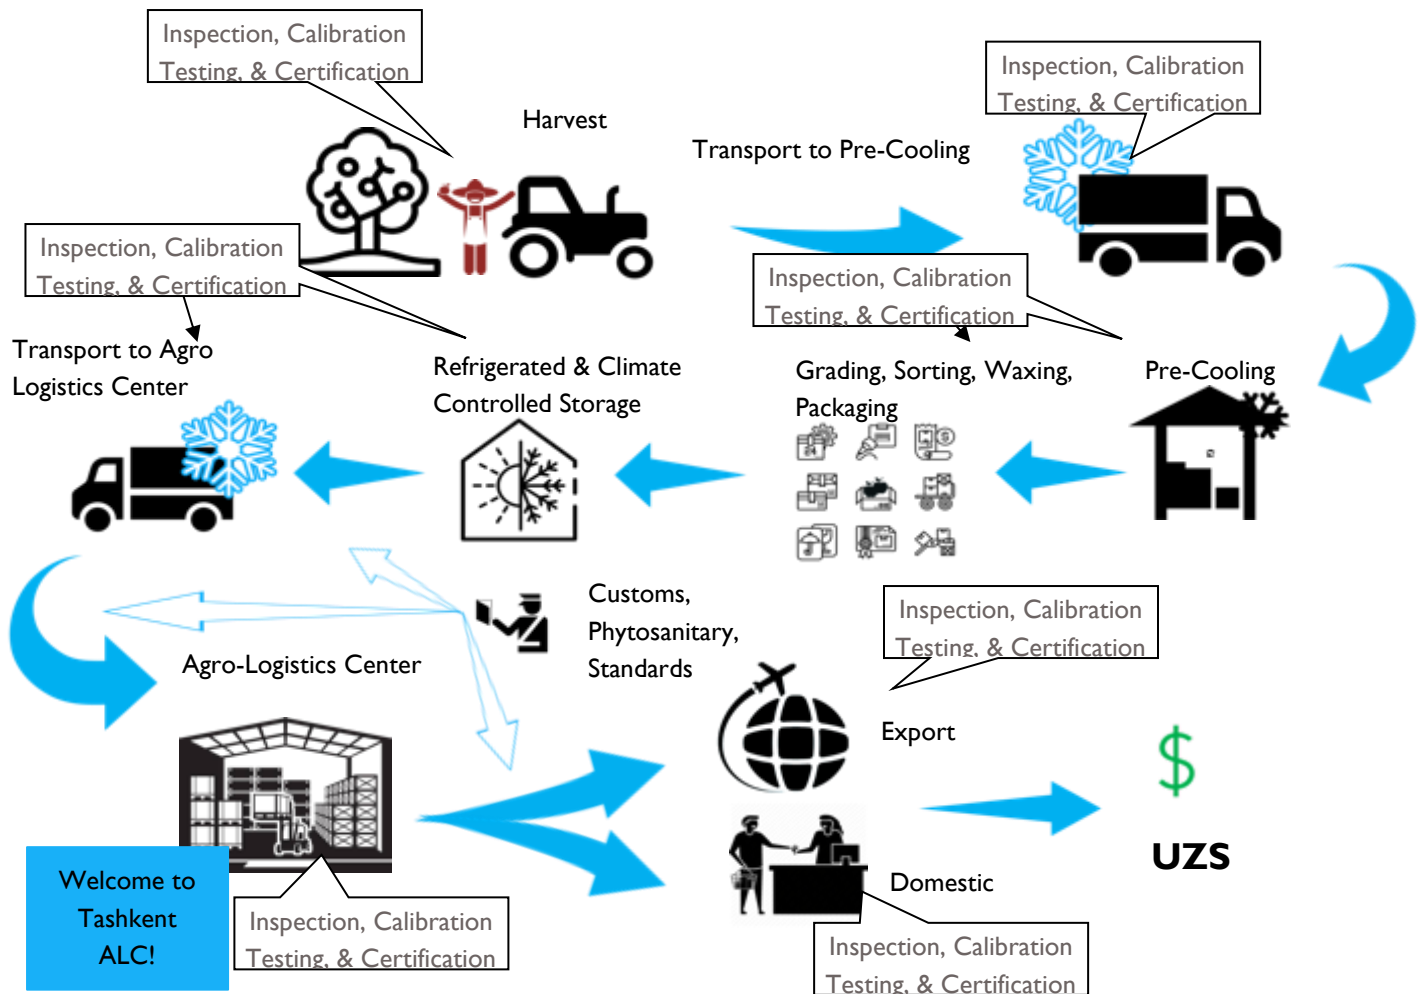 Inspection, Calibration
Testing, & Certification
Harvest
Inspection, Calibration
Testing, & Certification
Transport to Pre-Cooling
Inspection, Calibration
Testing, & Certification
Inspection, Calibration
Testing, & Certification
Transport to Agro
Logistics Center
Refrigerated & Climate
Controlled Storage
Grading, Sorting, Waxing,
Packaging
Pre-Cooling
Customs,
Phytosanitary,
Standards
Inspection, Calibration
Testing, & Certification
Agro-Logistics Center
Export
$
UZS
Welcome to
Tashkent
ALC!
Domestic
Inspection, Calibration
Testing, & Certification
Inspection, Calibration
Testing, & Certification